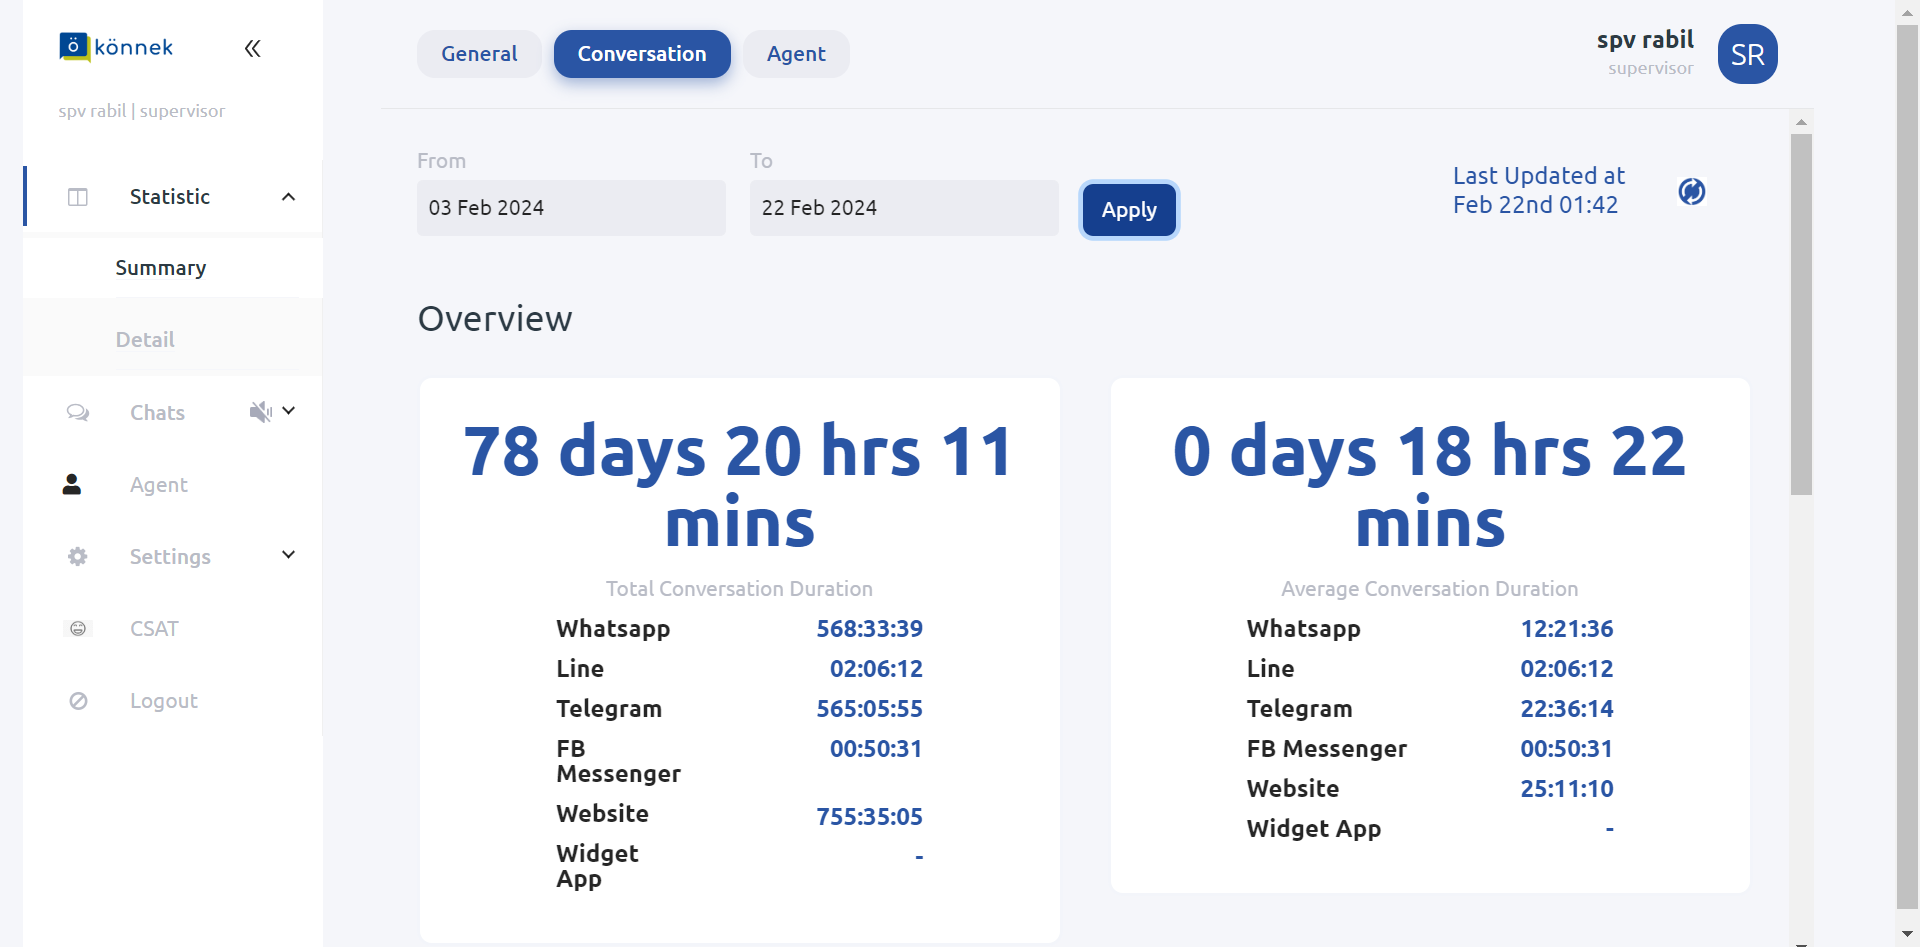 ö könnek
spv rabil | supervisor
Statistic
Summary
Detail
Chats
Agent
Settings
CSAT
Logout
General
Conversation
Agent
spv rabil
supervisor
SR
From
To
03 Feb 2024
22 Feb 2024
Apply
Last Updated at
Feb 22nd 01:42
Overview
78 days 20 hrs 11
mins
Total Conversation Duration
Whatsapp 568:33:39
Line 02:06:12
Telegram 565:05:55
FB 00:50:31
Messenger
Website 755:35:05
Widget -
App
0 days 18 hrs 22
mins
Average Conversation Duration
Whatsapp 12:21:36
Line 02:06:12
Telegram 22:36:14
FB Messenger 00:50:31
Website 25:11:10
Widget App -